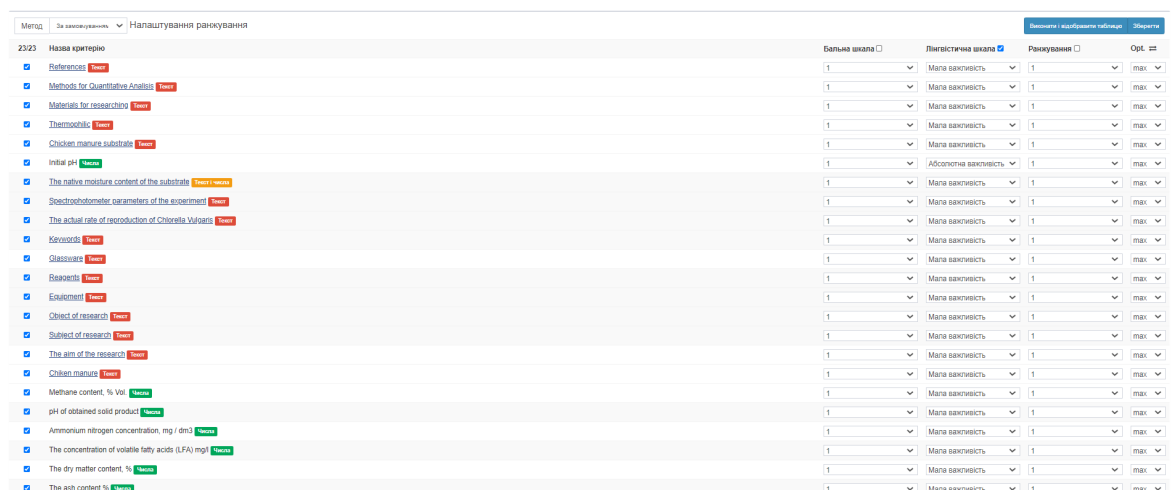 Метод За замовчуванням Налаштування ранжування Виконати і відобразити таблицю Зберегти
23/23 Назва критерію Бальна шкала Лінгвістична шкала Ранжування Opt. ⇄
References Текст 1 Мала важливість 1 max
Methods for Quantitative Analisis Текст 1 Мала важливість 1 max
Materials for researching Текст 1 Мала важливість 1 max
Thermophilic Текст 1 Мала важливість 1 max
Chicken manure substrate Текст 1 Мала важливість 1 max
Initial pH Числа 1 Абсолютна важливість 1 max
The native moisture content of the substrate Текст і числа 1 Мала важливість 1 max
Spectrophotometer parameters of the experiment Текст 1 Мала важливість 1 max
The actual rate of reproduction of Chlorella Vulgaris Текст 1 Мала важливість 1 max
Keywords Текст 1 Мала важливість 1 max
Glassware Текст 1 Мала важливість 1 max
Reagents Текст 1 Мала важливість 1 max
Equipment Текст 1 Мала важливість 1 max
Object of research Текст 1 Мала важливість 1 max
Subject of research Текст 1 Мала важливість 1 max
The aim of the research Текст 1 Мала важливість 1 max
Chiken manure Текст 1 Мала важливість 1 max
Methane content, % Vol. Числа 1 Мала важливість 1 max
pH of obtained solid product Числа 1 Мала важливість 1 max
Ammonium nitrogen concentration, mg / dm3 Числа 1 Мала важливість 1 max
The concentration of volatile fatty acids (LFA) mg/l Числа 1 Мала важливість 1 max
The dry matter content, % Числа 1 Мала важливість 1 max
The ash content % Числа 1 Мала важливість 1 max